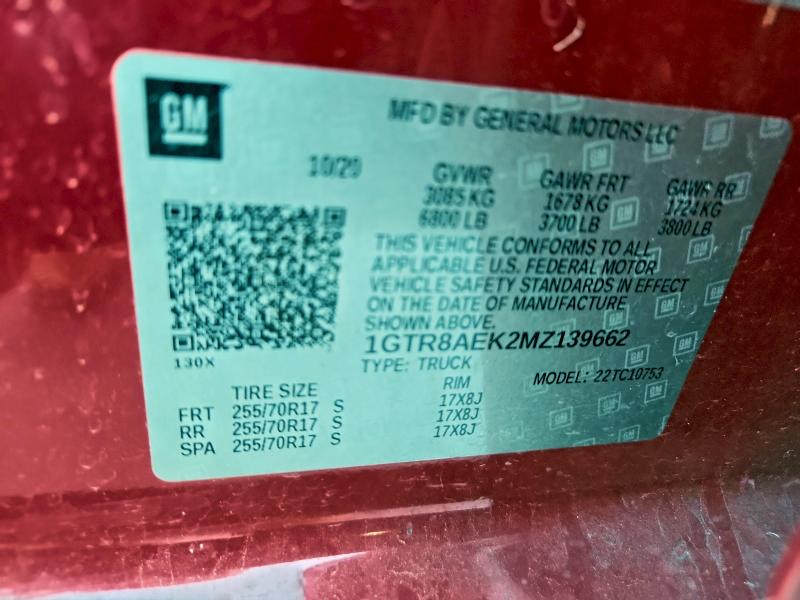 GM
MFD BY GENERAL MOTORS LLC
10/20
GVWR GAWR FRT GAWR RR
3085 KG 1678 KG 1724 KG
6800 LB 3700 LB 3800 LB
THIS VEHICLE CONFORMS TO ALL
APPLICABLE U.S. FEDERAL MOTOR
VEHICLE SAFETY STANDARDS IN EFFECT
ON THE DATE OF MANUFACTURE
SHOWN ABOVE.
1GTR8AEK2MZ139662
130X
TYPE: TRUCK MODEL: 22TC10753
TIRE SIZE RIM
FRT 255/70R17 S 17X8J
RR 255/70R17 S 17X8J
SPA 255/70R17 S 17X8J